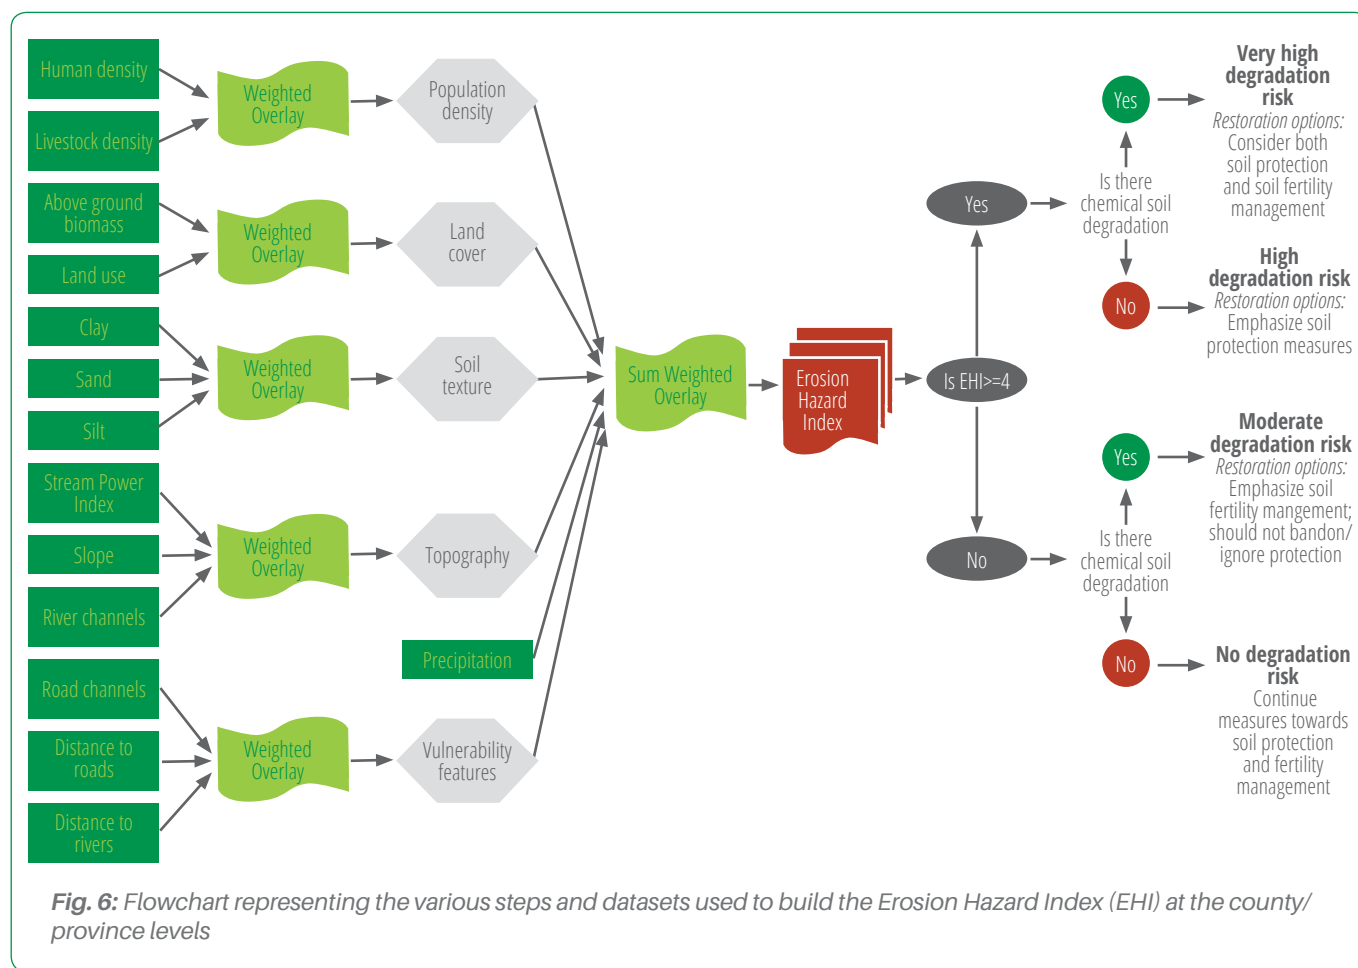 Human density
Livestock density
Above ground
biomass
Land use
Clay
Sand
Silt
Stream Power
Index
Slope
River channels
Road channels
Distance to
roads
Distance to
rivers
Weighted
Overlay
Weighted
Overlay
Weighted
Overlay
Weighted
Overlay
Weighted
Overlay
Population
density
Land
cover
Soil
texture
Topography
Precipitation
Vulnerability
features
Sum Weighted
Overlay
Erosion
Hazard
Index
Is EHI>=4
Yes
No
Is there
chemical soil
degradation
Yes
No
Is there
chemical soil
degradation
Yes
No
Very high
degradation
risk
Restoration options:
Consider both
soil protection
and soil fertility
management
High
degradation risk
Restoration options:
Emphasize soil
protection measures
Moderate
degradation risk
Restoration options:
Emphasize soil
fertility mangement;
should not bandon/
ignore protection
No degradation
risk
Continue
measures towards
soil protection
and fertility
management
Fig. 6: Flowchart representing the various steps and datasets used to build the Erosion Hazard Index (EHI) at the county/
province levels